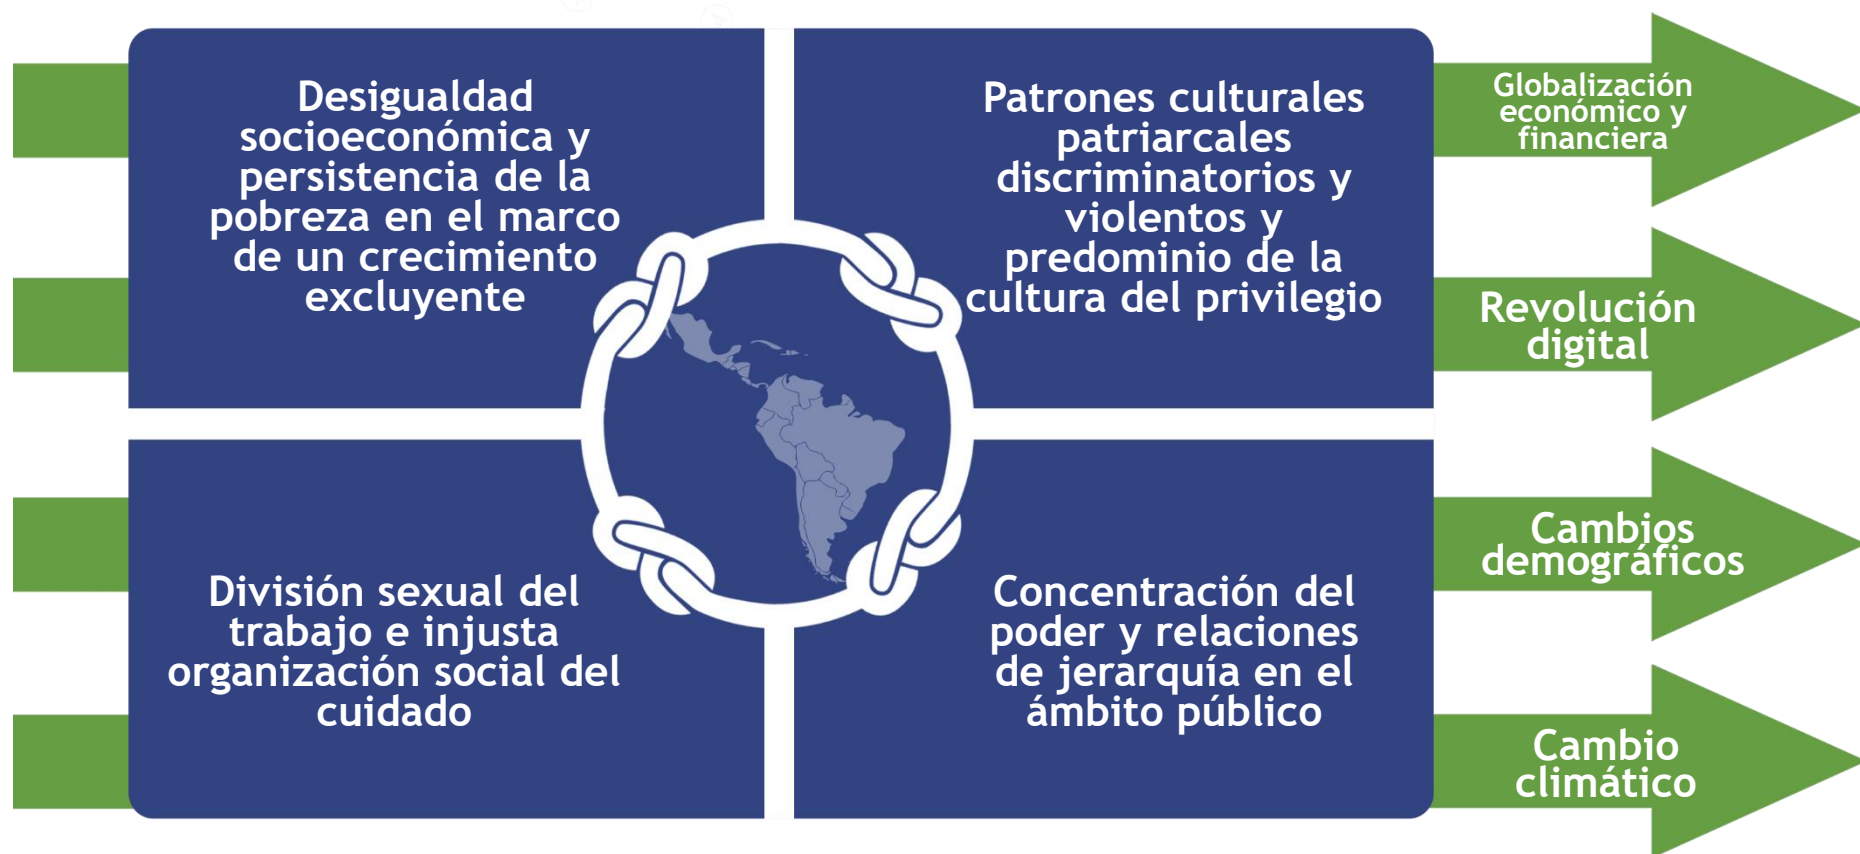 Desigualdad
socioeconómica y
persistencia de la
pobreza en el marco
de un crecimiento
excluyente
Patrones culturales
patriarcales
discriminatorios y
violentos y
predominio de la
cultura del privilegio
División sexual del
trabajo e injusta
organización social del
cuidado
Concentración del
poder y relaciones
de jerarquía en el
ámbito público
Globalización
económico y
financiera
Revolución
digital
Cambios
demográficos
Cambio
climático